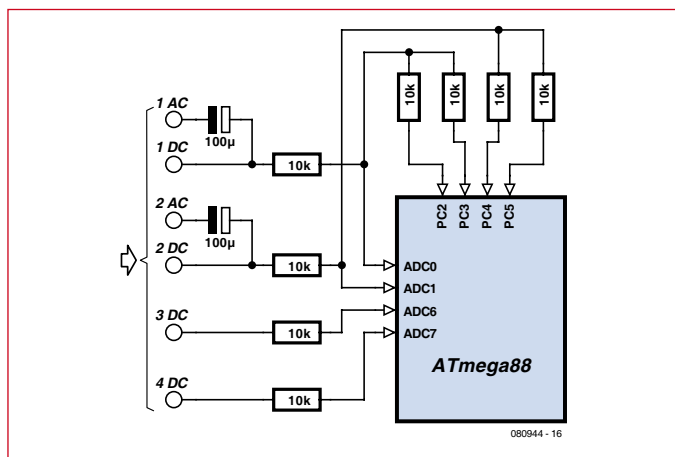 10k
10k
10k
10k
1 AC
100µ
1 DC
10k
2 AC
100µ
2 DC
10k
3 DC
10k
4 DC
10k
PC2
PC3
PC4
PC5
ADC0
ADC1
ADC6
ADC7
ATmega88
080944 - 16